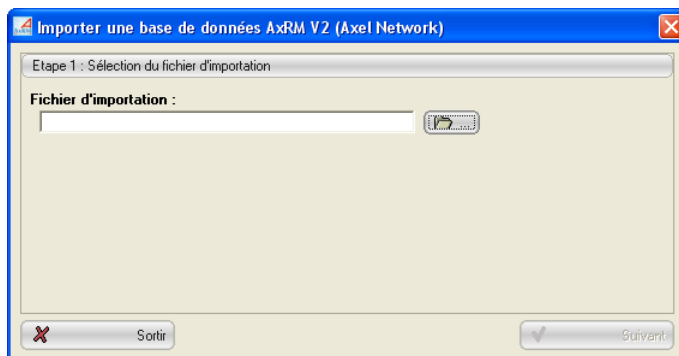 Importer une base de données AxRM V2 (Axel Network)
Etape 1 : Sélection du fichier d'importation
Fichier d'importation :
...
Sortir
Suivant